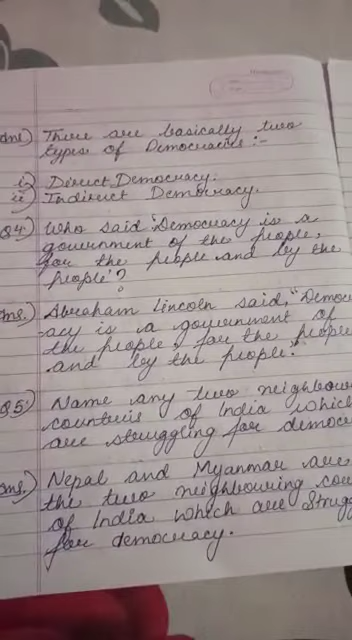 Ans) There are basically two
types of Democracies:-
i) Direct Democracy.
ii) Indirect Democracy.
Q4) Who said "Democracy is a
government of the people,
for the people and by the
people"?
Ans.) Abraham Lincoln said, "Democ-
acy is a government of
the people, for the people
and by the people."
Q5) Name any two neighbour
countries of India which
are struggling for democ
Ans.) Nepal and Myanmar are
the two neighbouring cou
of India which are Strugg
for democracy.